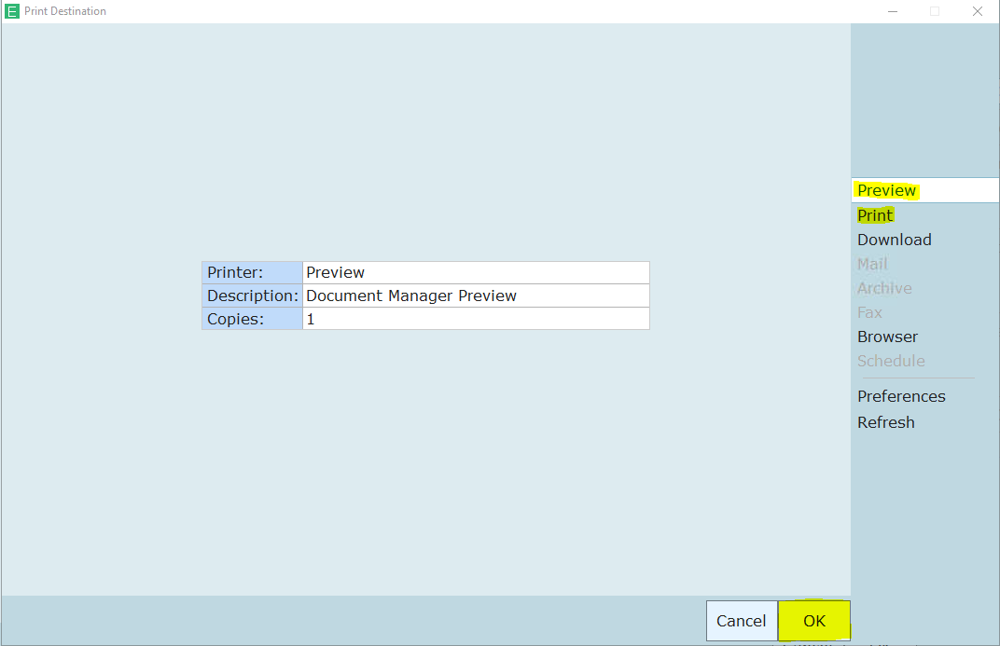 Print Destination
Preview
Print
Download
Mail
Archive
Fax
Browser
Schedule
Preferences
Refresh
Printer: Preview
Description: Document Manager Preview
Copies: 1
Cancel OK